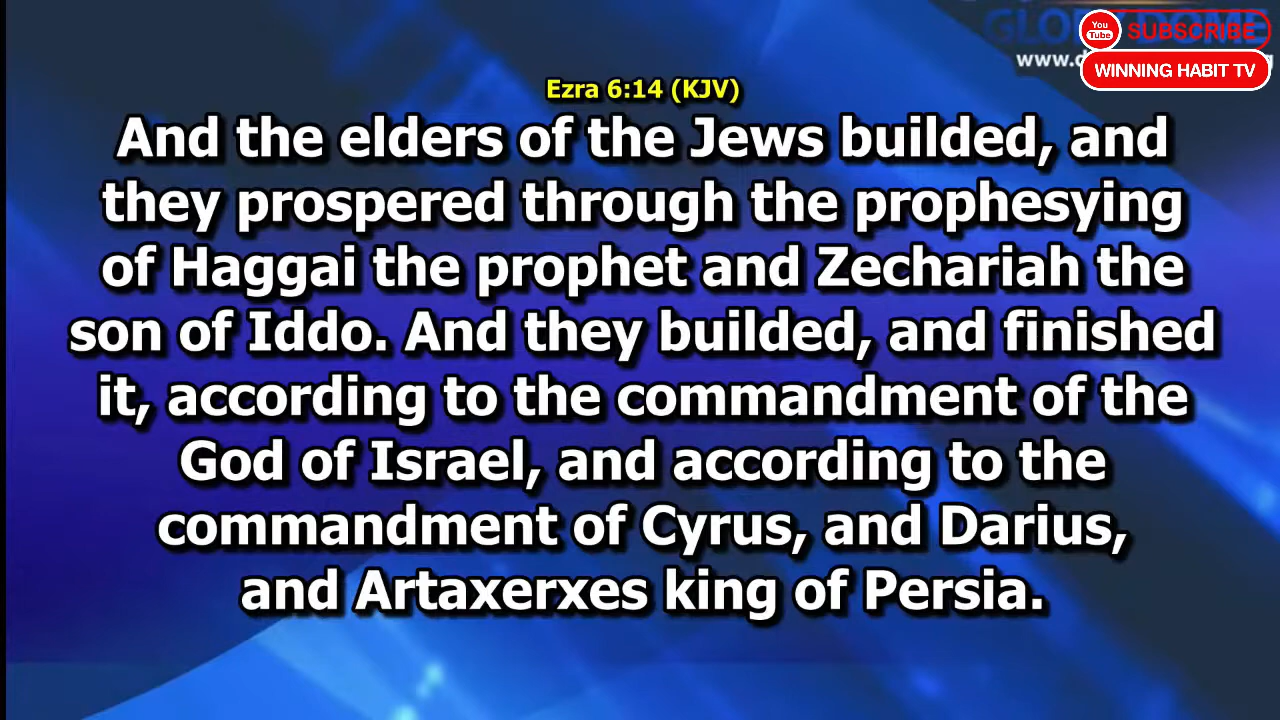 GLORY DOME
You
Tube
SUBSCRIBE
www.d
WINNING HABIT TV
Ezra 6:14 (KJV)
And the elders of the Jews builded, and
they prospered through the prophesying
of Haggai the prophet and Zechariah the
son of Iddo. And they builded, and finished
it, according to the commandment of the
God of Israel, and according to the
commandment of Cyrus, and Darius,
and Artaxerxes king of Persia.